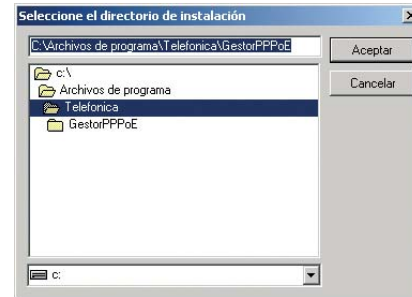 Seleccione el directorio de instalación
C:\Archivos de programa\Telefonica\GestorPPPoE
Aceptar
c:\
Cancelar
Archivos de programa
Telefonica
GestorPPPoE
c: